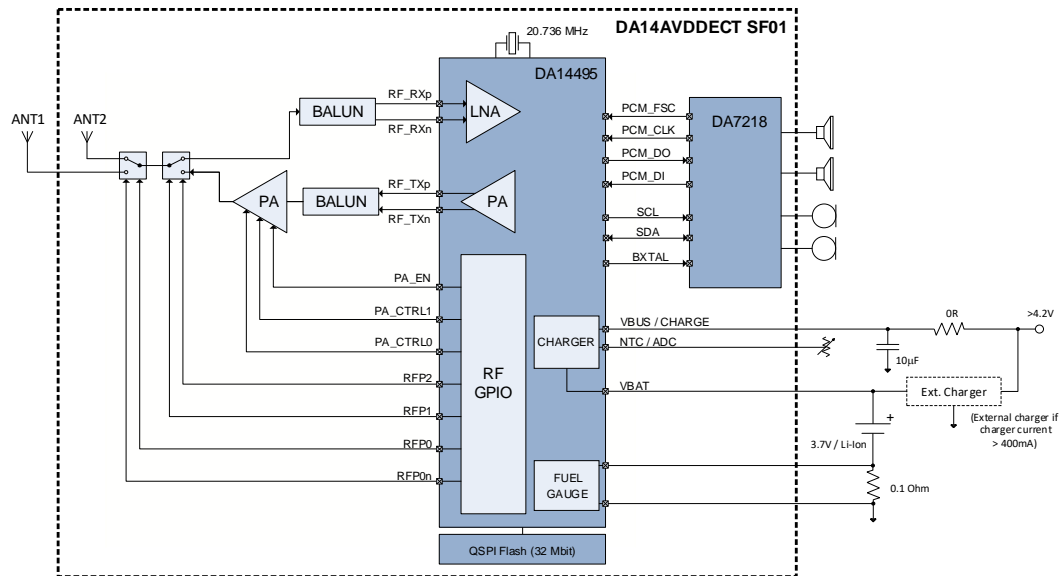 DA14AVDDECT SF01
20.736 MHz
DA14495
ANT1
ANT2
BALUN
RF_RXp
RF_RXn
LNA
PA
BALUN
RF_TXp
RF_TXn
PA
PCM_FSC
PCM_CLK
PCM_DO
PCM_DI
SCL
SDA
BXTAL
DA7218
PA_EN
PA_CTRL1
PA_CTRL0
RFP2
RFP1
RFP0
RFP0n
RF
GPIO
CHARGER
VBUS / CHARGE
NTC / ADC
VBAT
0R
>4.2V
10µF
Ext. Charger
(External charger if
charger current
> 400mA)
+
3.7V / Li-Ion
FUEL
GAUGE
0.1 Ohm
QSPI Flash (32 Mbit)